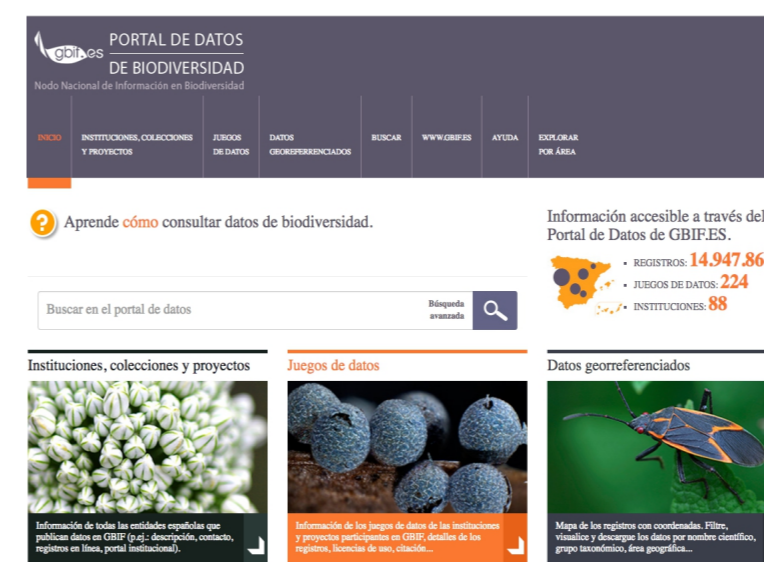 gbif.es
PORTAL DE DATOS
DE BIODIVERSIDAD
Nodo Nacional de Información en Biodiversidad
INICIO
INSTITUCIONES, COLECCIONES
Y PROYECTOS
JUEGOS
DE DATOS
DATOS
GEOREFERRENCIADOS
BUSCAR
WWW.GBIF.ES
AYUDA
EXPLORAR
POR ÁREA
? Aprende cómo consultar datos de biodiversidad.
Información accesible a través del
Portal de Datos de GBIF.ES.
REGISTROS: 14.947.86
JUEGOS DE DATOS: 224
INSTITUCIONES: 88
Buscar en el portal de datos
Búsqueda
avanzada
Instituciones, colecciones y proyectos
Información de todas las entidades españolas que
publican datos en GBIF (p.ej.: descripción, contacto,
registros en línea, portal institucional).
Juegos de datos
Información de los juegos de datos de las instituciones
y proyectos participantes en GBIF, detalles de los
registros, licencias de uso, citación...
Datos georreferenciados
Mapa de los registros con coordenadas. Filtre,
visualice y descargue los datos por nombre científico,
grupo taxonómico, área geográfica...